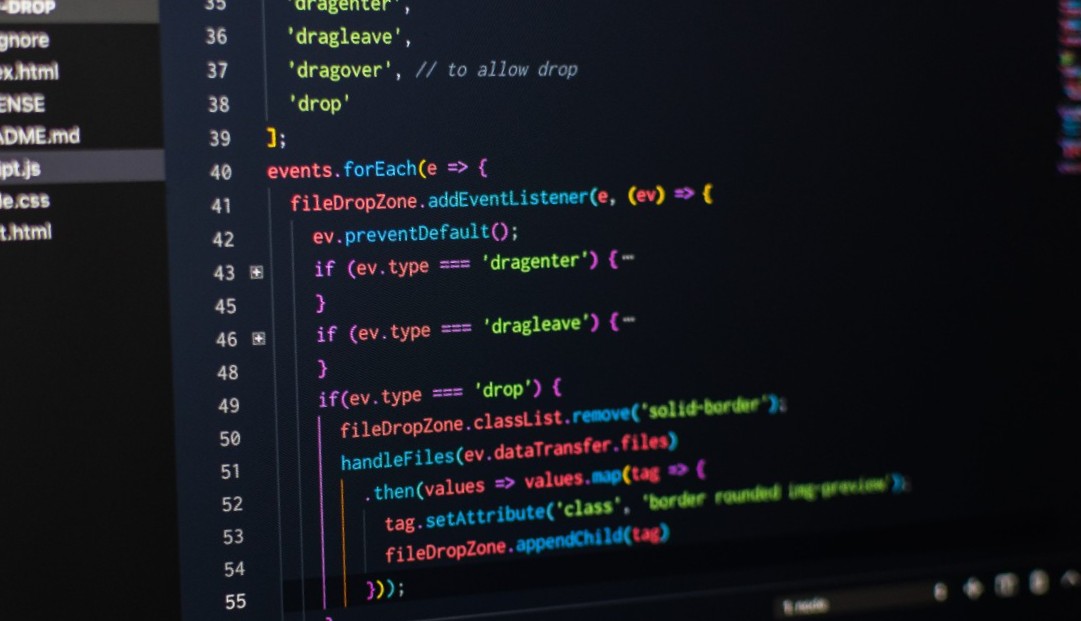 -DROP
gnore
ex.html
ENSE
ADME.md
ipt.js
le.css
t.html
35 'dragenter',
36 'dragleave',
37 'dragover', // to allow drop
38 'drop'
39 ];
40 events.forEach(e => {
41 fileDropZone.addEventListener(e, (ev) => {
42 ev.preventDefault();
43 if (ev.type === 'dragenter') {⋯
45 }
46 if (ev.type === 'dragleave') {⋯
48 }
49 if(ev.type === 'drop') {
50 fileDropZone.classList.remove('solid-border');
51 handleFiles(ev.dataTransfer.files)
52 .then(values => values.map(tag => {
53 tag.setAttribute('class', 'border rounded img-preview');
54 fileDropZone.appendChild(tag)
55 }));
}